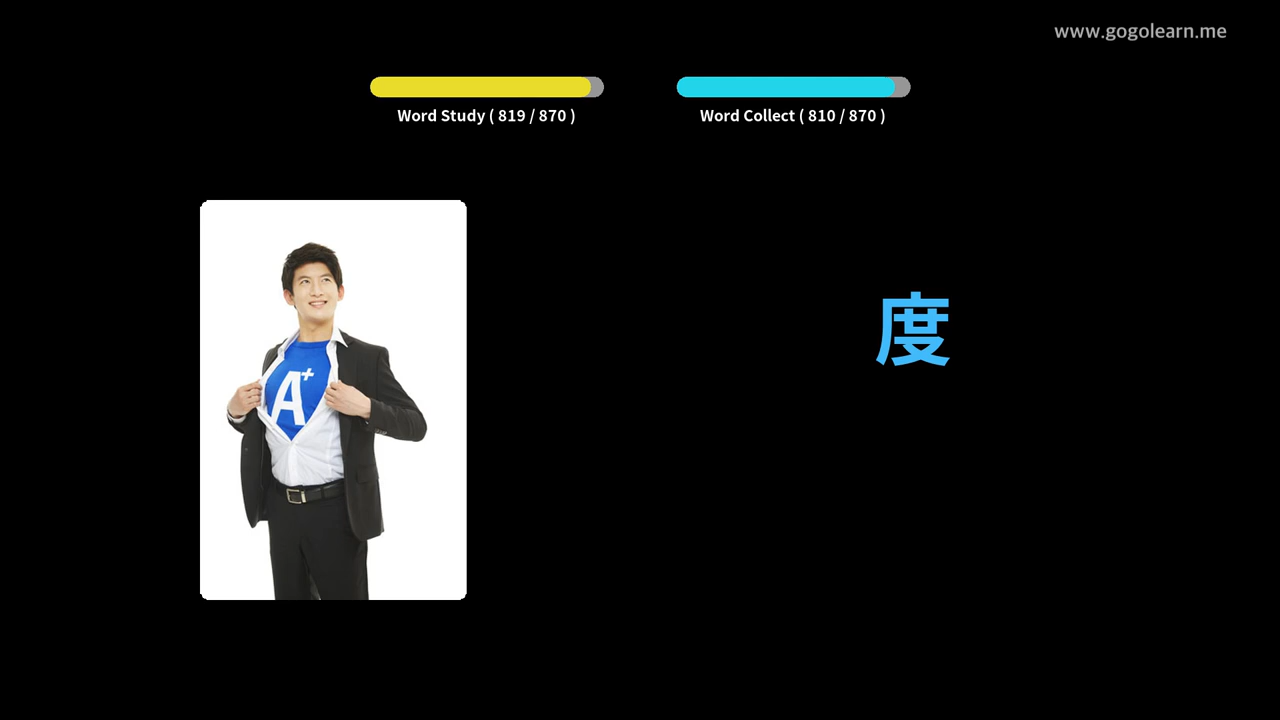 www.gogolearn.me
Word Study ( 819 / 870 )
Word Collect ( 810 / 870 )
A+
度